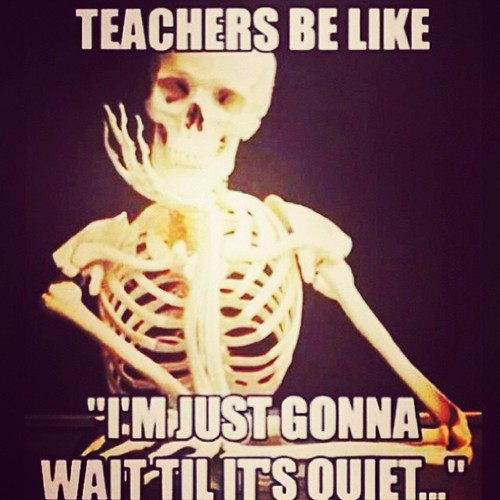 TEACHERS BE LIKE
"I'M JUST GONNA
WAIT 'TIL IT'S QUIET..."